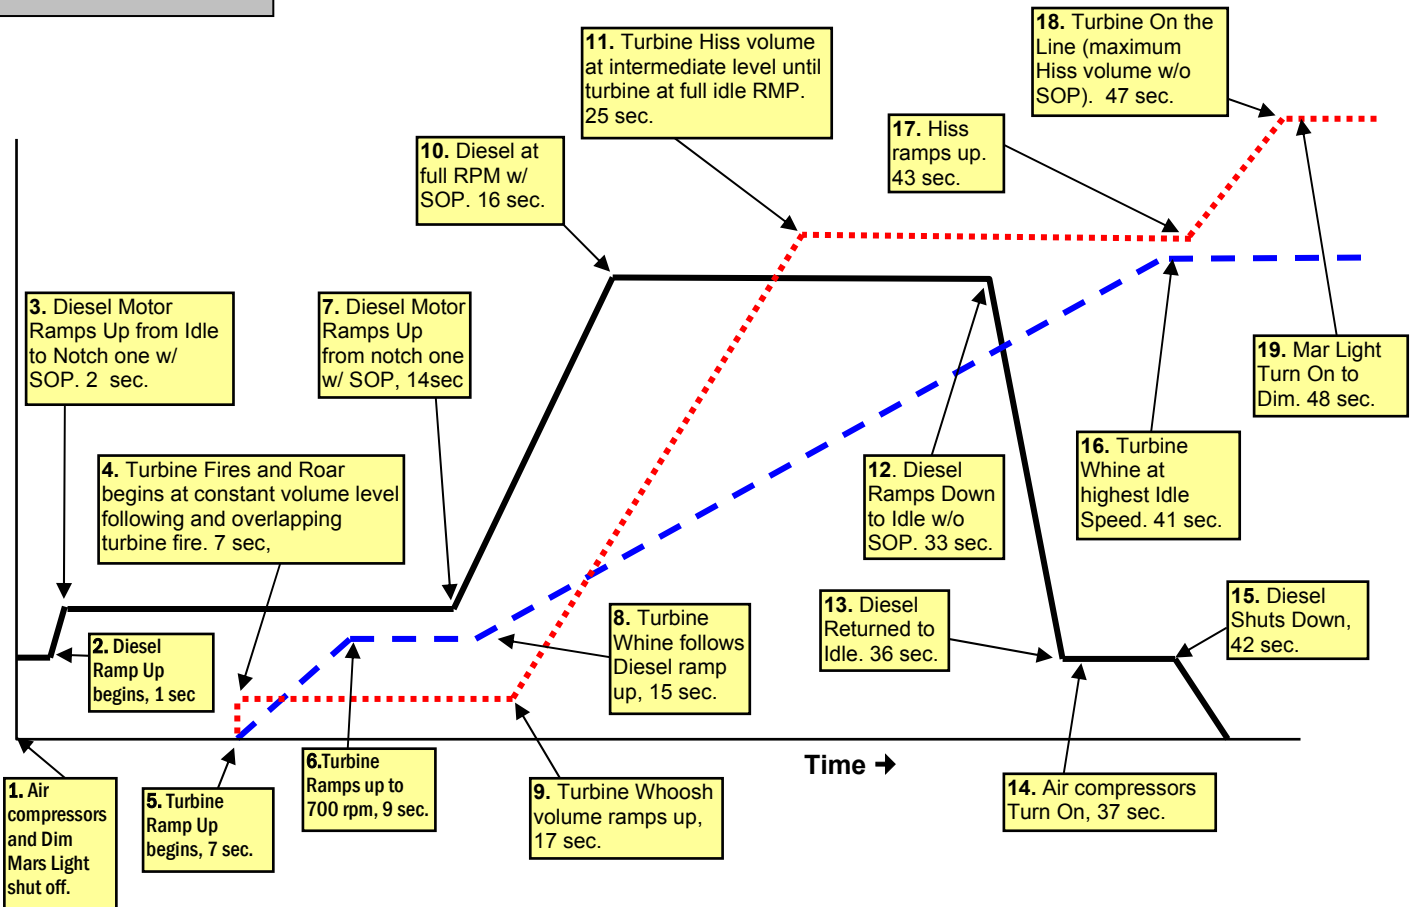 18. Turbine On the
Line (maximum
Hiss volume w/o
SOP).  47 sec.
11. Turbine Hiss volume
at intermediate level until
turbine at full idle RMP.
25 sec.
17. Hiss
ramps up.
43 sec.
10. Diesel at
full RPM w/
SOP. 16 sec.
3. Diesel Motor
Ramps Up from Idle
to Notch one w/
SOP. 2  sec.
7. Diesel Motor
Ramps Up
from notch one
w/ SOP, 14sec
19. Mar Light
Turn On to
Dim. 48 sec.
4. Turbine Fires and Roar
begins at constant volume level
following and overlapping
turbine fire. 7 sec,
12. Diesel
Ramps Down
to Idle w/o
SOP. 33 sec.
16. Turbine
Whine at
highest Idle
Speed. 41 sec.
2. Diesel
Ramp Up
begins, 1 sec
8. Turbine
Whine follows
Diesel ramp
up, 15 sec.
13. Diesel
Returned to
Idle. 36 sec.
15. Diesel
Shuts Down,
42 sec.
Time →
1. Air
compressors
and Dim
Mars Light
shut off.
5. Turbine
Ramp Up
begins, 7 sec.
6.Turbine
Ramps up to
700 rpm, 9 sec.
9. Turbine Whoosh
volume ramps up,
17 sec.
14. Air compressors
Turn On, 37 sec.